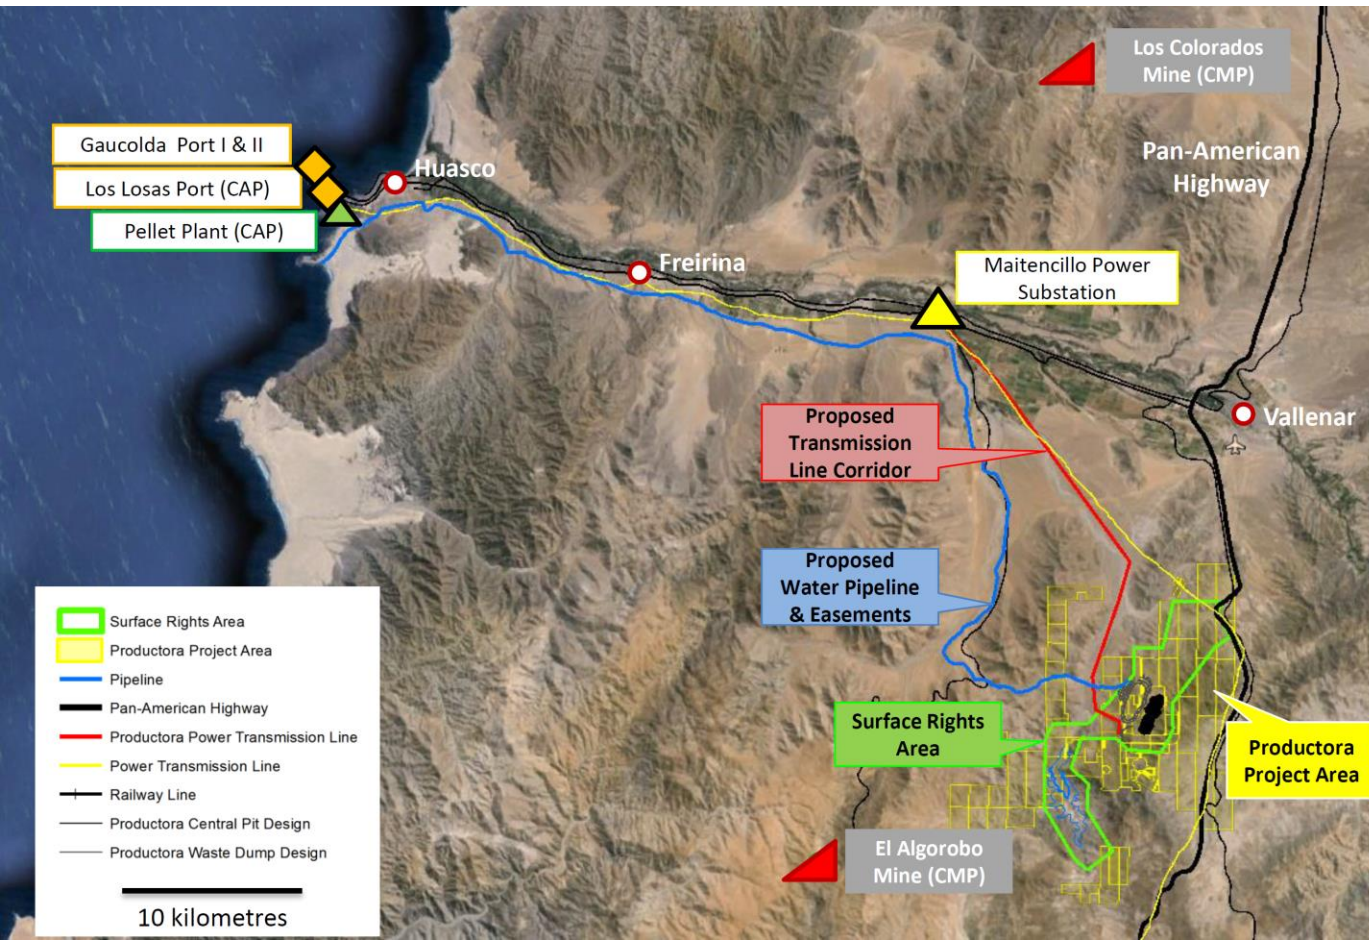 Los Colorados
Mine (CMP)
Pan-American
Highway
Gaucolda Port I & II
Los Losas Port (CAP)
Pellet Plant (CAP)
Huasco
Freirina
Maitencillo Power
Substation
Vallenar
Proposed
Transmission
Line Corridor
Proposed
Water Pipeline
& Easements
Surface Rights
Area
Productora
Project Area
El Algorobo
Mine (CMP)
Surface Rights Area
Productora Project Area
Pipeline
Pan-American Highway
Productora Power Transmission Line
Power Transmission Line
Railway Line
Productora Central Pit Design
Productora Waste Dump Design
10 kilometres